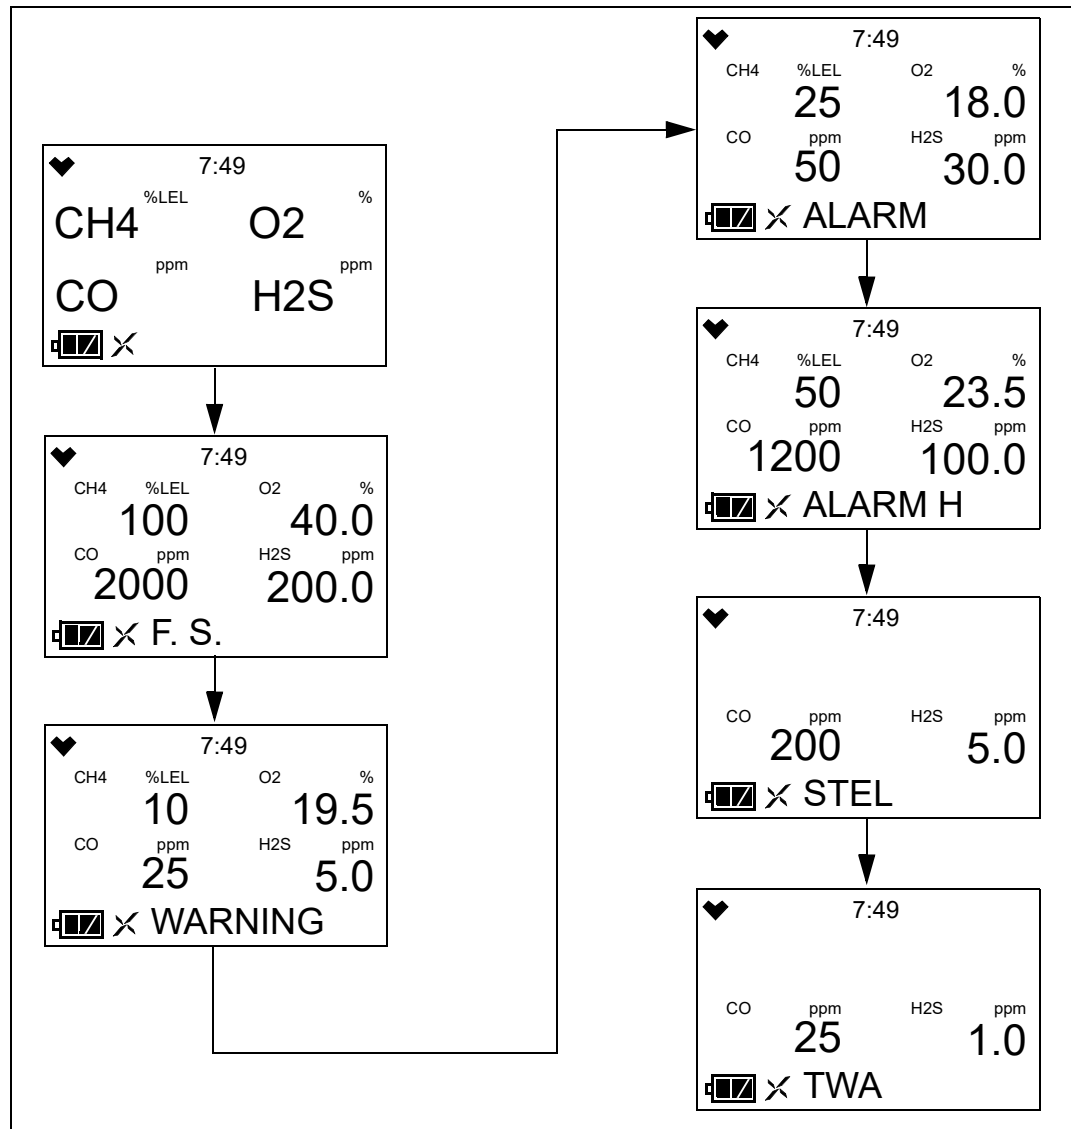 7:49
%LEL %
CH4 O2
ppm ppm
CO H2S
7:49
CH4 %LEL O2 %
100 40.0
CO ppm H2S ppm
2000 200.0
F. S.
7:49
CH4 %LEL O2 %
10 19.5
CO ppm H2S ppm
25 5.0
WARNING
7:49
CH4 %LEL O2 %
25 18.0
CO ppm H2S ppm
50 30.0
ALARM
7:49
CH4 %LEL O2 %
50 23.5
CO ppm H2S ppm
1200 100.0
ALARM H
7:49
CO ppm H2S ppm
200 5.0
STEL
7:49
CO ppm H2S ppm
25 1.0
TWA